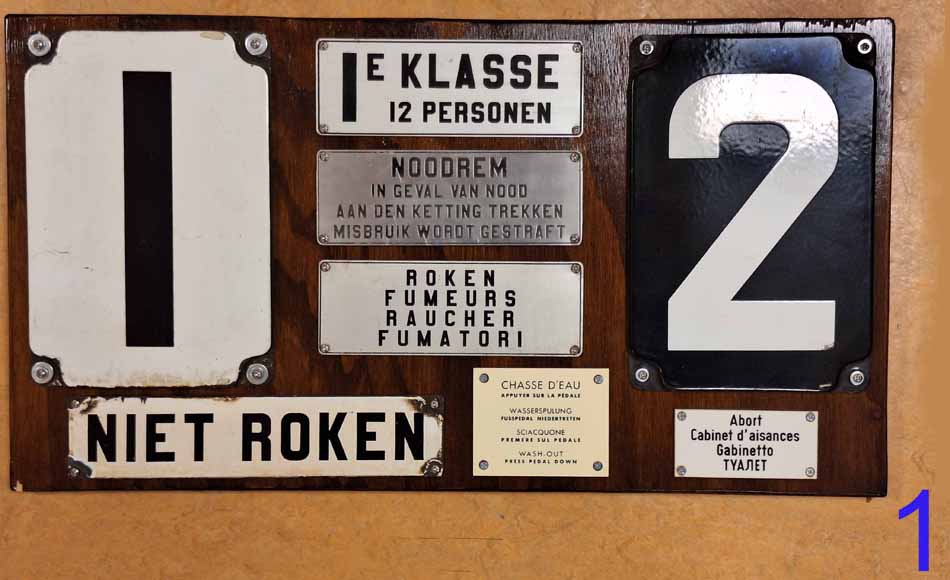 1
1E KLASSE
12 PERSONEN
NOODREM
IN GEVAL VAN NOOD
AAN DEN KETTING TREKKEN
MISBRUIK WORDT GESTRAFT
ROKEN
FUMEURS
RAUCHER
FUMATORI
2
NIET ROKEN
CHASSE D'EAU
APPUYER SUR LA PÉDALE
WASSERSPULUNG
FUSSPEDAL NIEDERTRETEN
SCIACQUONE
PREMERE SUL PEDALE
WASH-OUT
PRESS PEDAL DOWN
Abort
Cabinet d'aisances
Gabinetto
ТУАЛЕТ
1